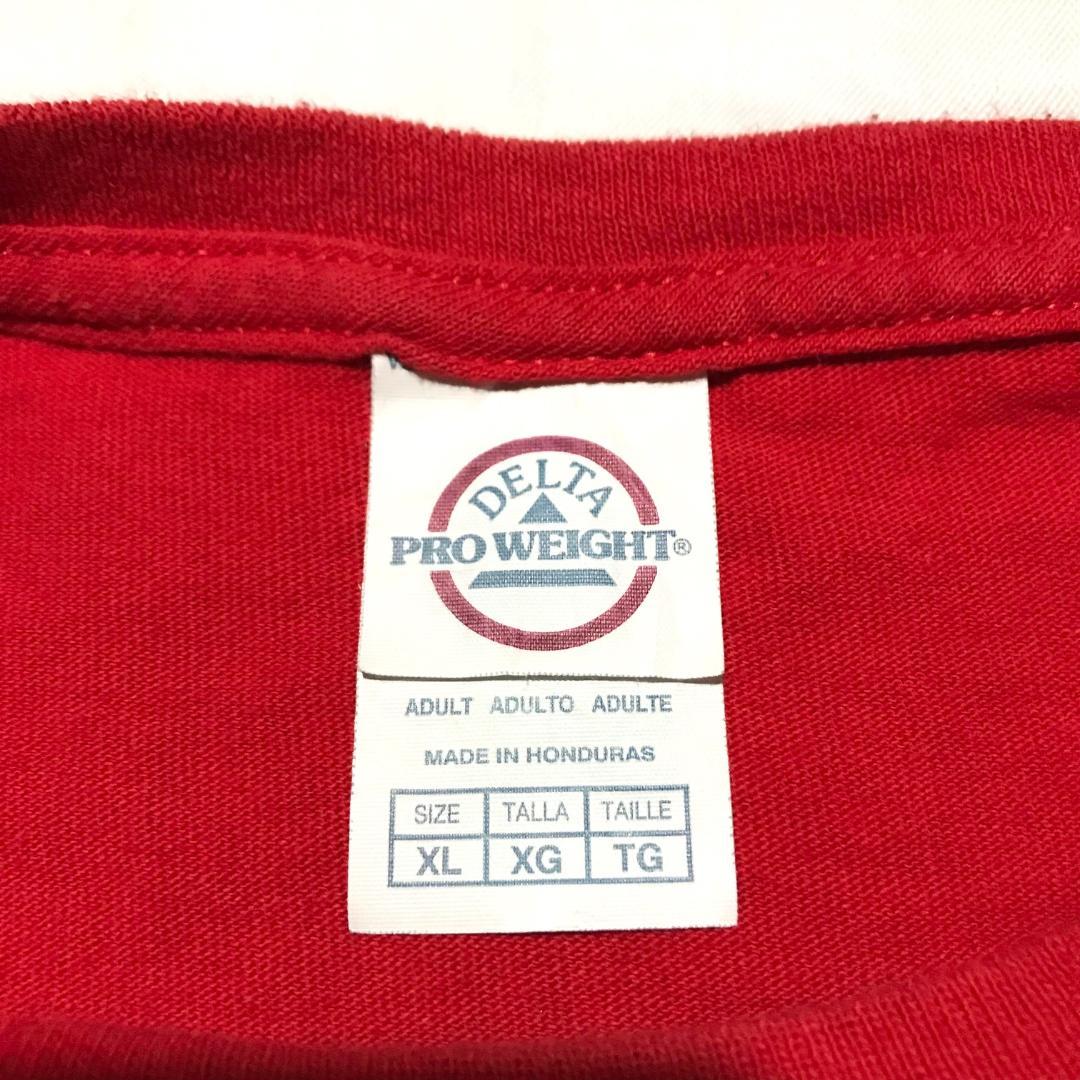 DELTA
PRO WEIGHT®
ADULT ADULTO ADULTE
MADE IN HONDURAS
SIZE TALLA TAILLE
XL XG TG